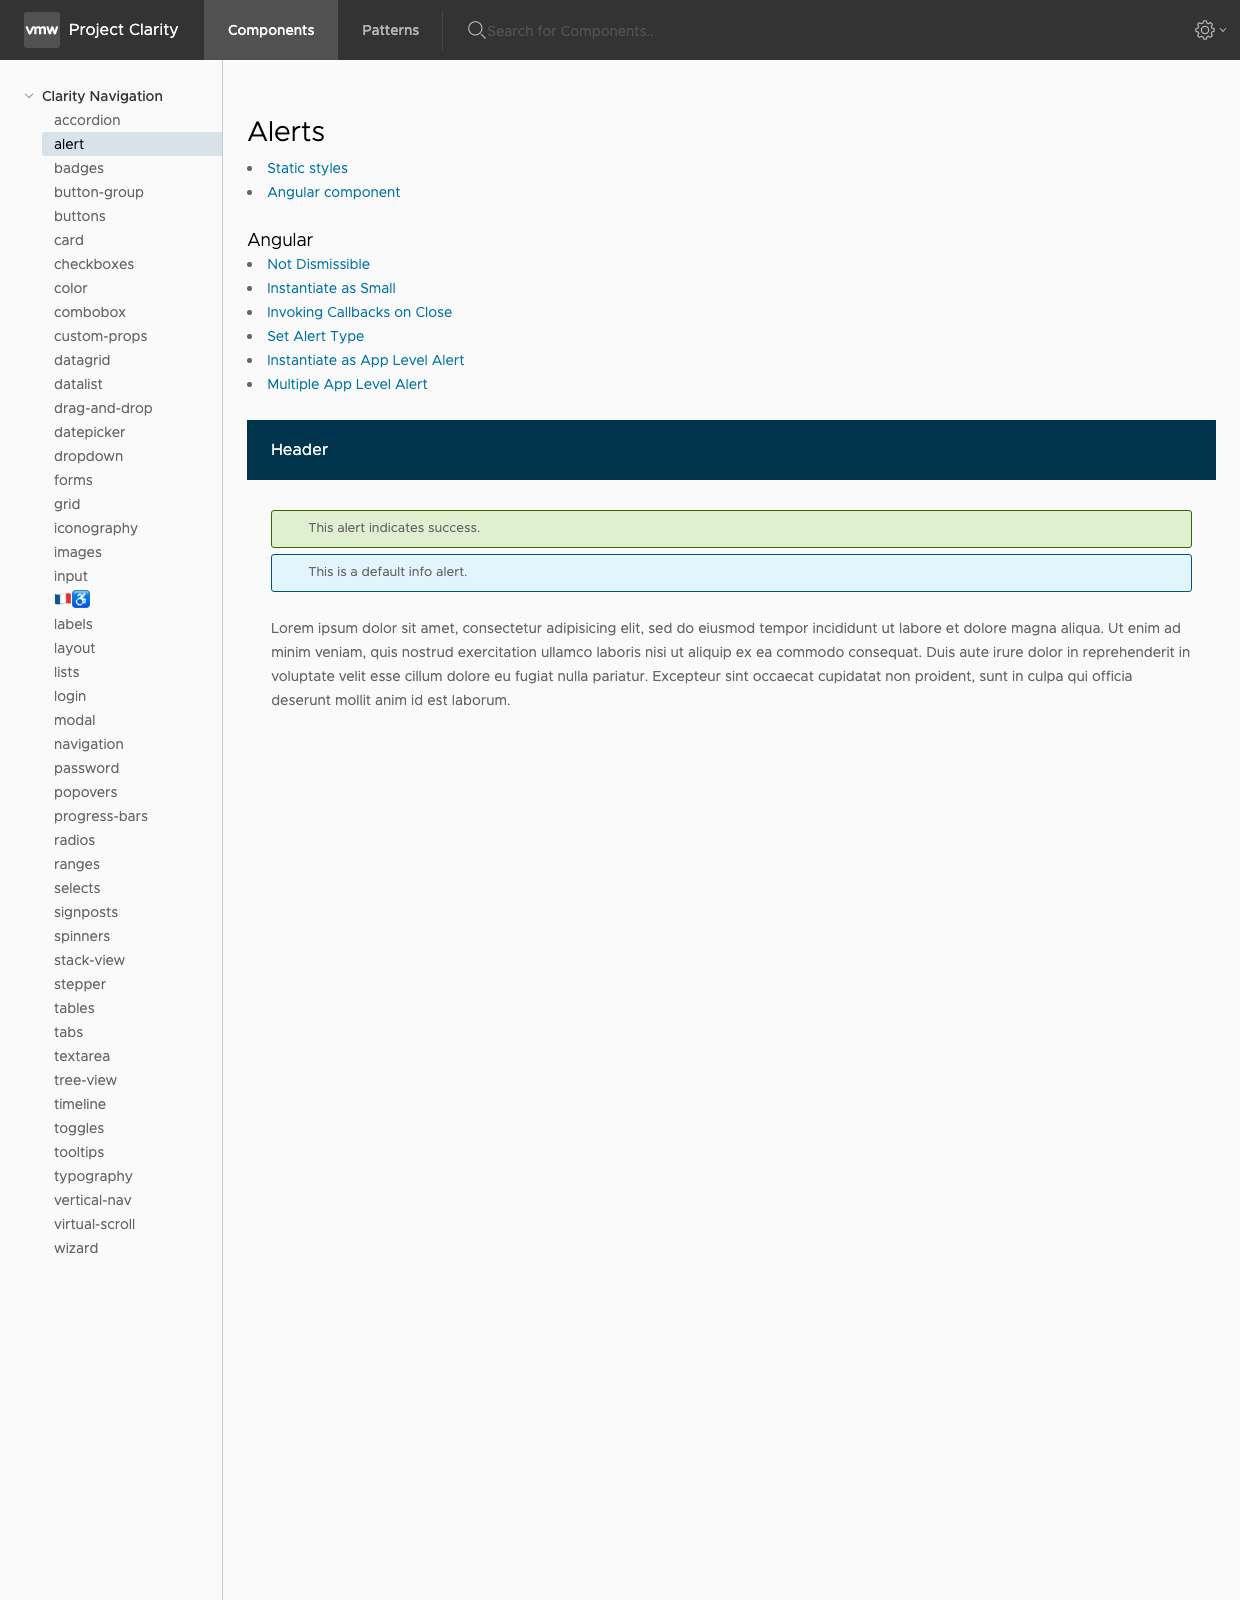 vmw Project Clarity Components Patterns Search for Components..
Clarity Navigation
accordion
alert
badges
button-group
buttons
card
checkboxes
color
combobox
custom-props
datagrid
datalist
drag-and-drop
datepicker
dropdown
forms
grid
iconography
images
input
🇫🇷♿
labels
layout
lists
login
modal
navigation
password
popovers
progress-bars
radios
ranges
selects
signposts
spinners
stack-view
stepper
tables
tabs
textarea
tree-view
timeline
toggles
tooltips
typography
vertical-nav
virtual-scroll
wizard
Alerts
Static styles
Angular component
Angular
Not Dismissible
Instantiate as Small
Invoking Callbacks on Close
Set Alert Type
Instantiate as App Level Alert
Multiple App Level Alert
Header
This alert indicates success.
This is a default info alert.
Lorem ipsum dolor sit amet, consectetur adipisicing elit, sed do eiusmod tempor incididunt ut labore et dolore magna aliqua. Ut enim ad
minim veniam, quis nostrud exercitation ullamco laboris nisi ut aliquip ex ea commodo consequat. Duis aute irure dolor in reprehenderit in
voluptate velit esse cillum dolore eu fugiat nulla pariatur. Excepteur sint occaecat cupidatat non proident, sunt in culpa qui officia
deserunt mollit anim id est laborum.